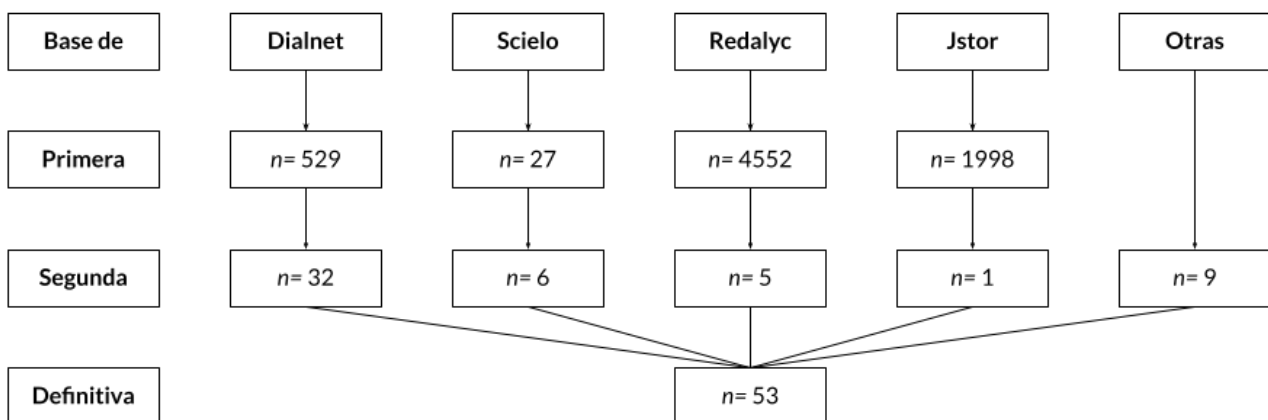 Base de Dialnet Scielo Redalyc Jstor Otras
Primera n= 529 n= 27 n= 4552 n= 1998
Segunda n= 32 n= 6 n= 5 n= 1 n= 9
Definitiva n= 53